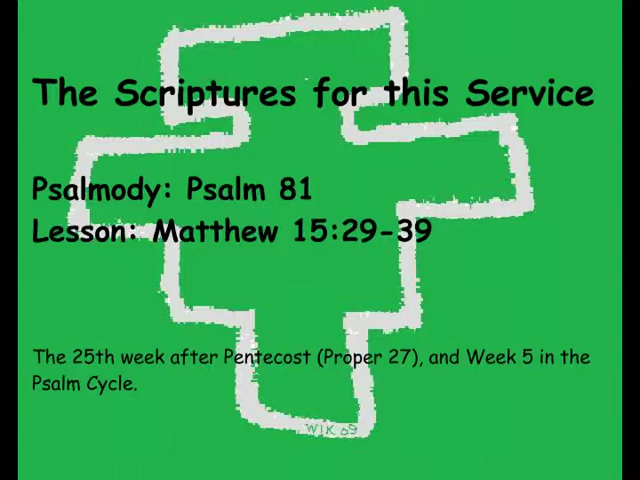 The Scriptures for this Service
Psalmody: Psalm 81
Lesson: Matthew 15:29-39
The 25th week after Pentecost (Proper 27), and Week 5 in the
Psalm Cycle.
WIK 09